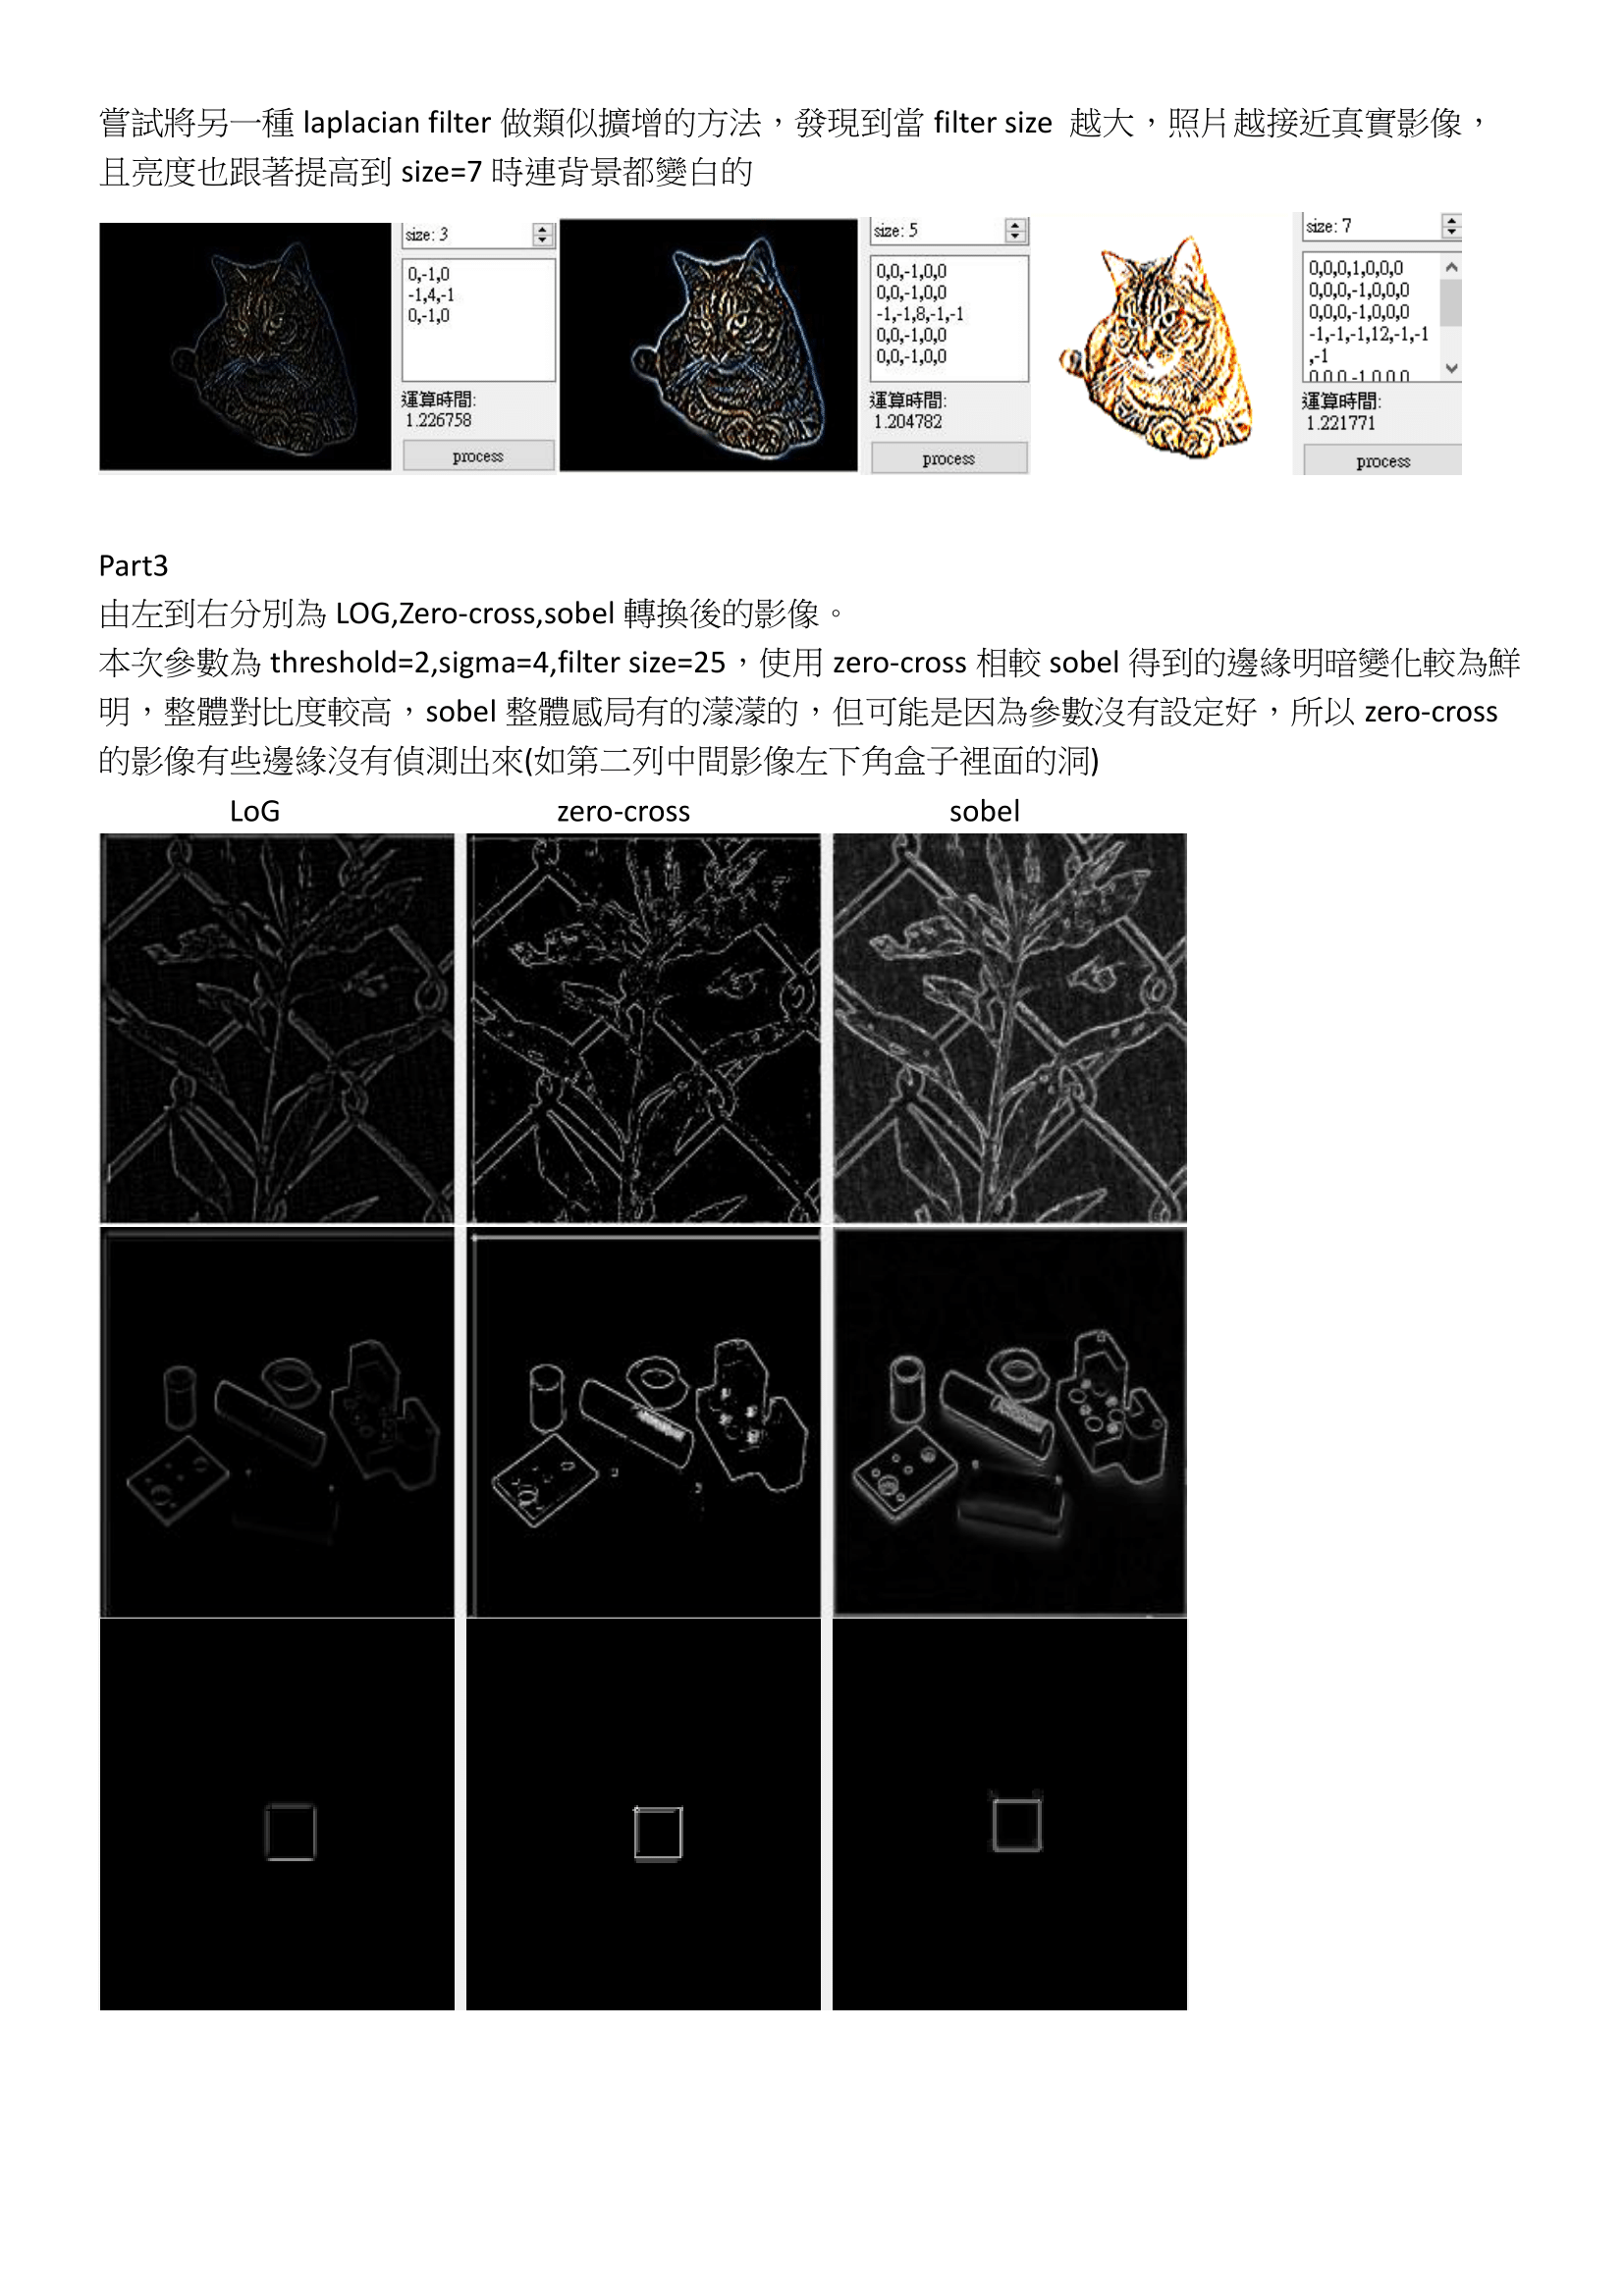 嘗試將另一種 laplacian filter 做類似擴增的方法，發現到當 filter size 越大，照片越接近真實影像，
且亮度也跟著提高到 size=7 時連背景都變白的
size: 3
0,-1,0
-1,4,-1
0,-1,0
運算時間:
1.226758
process
size: 5
0,0,-1,0,0
0,0,-1,0,0
-1,-1,8,-1,-1
0,0,-1,0,0
0,0,-1,0,0
運算時間:
1.204782
process
size: 7
0,0,0,1,0,0,0
0,0,0,-1,0,0,0
0,0,0,-1,0,0,0
-1,-1,-1,12,-1,-1
,-1
0,0,0,-1,0,0,0
運算時間:
1.221771
process
Part3
由左到右分別為 LOG,Zero-cross,sobel 轉換後的影像。
本次參數為 threshold=2,sigma=4,filter size=25，使用 zero-cross 相較 sobel 得到的邊緣明暗變化較為鮮
明，整體對比度較高，sobel 整體感局有的濛濛的，但可能是因為參數沒有設定好，所以 zero-cross
的影像有些邊緣沒有偵測出來(如第二列中間影像左下角盒子裡面的洞)
LoG zero-cross sobel